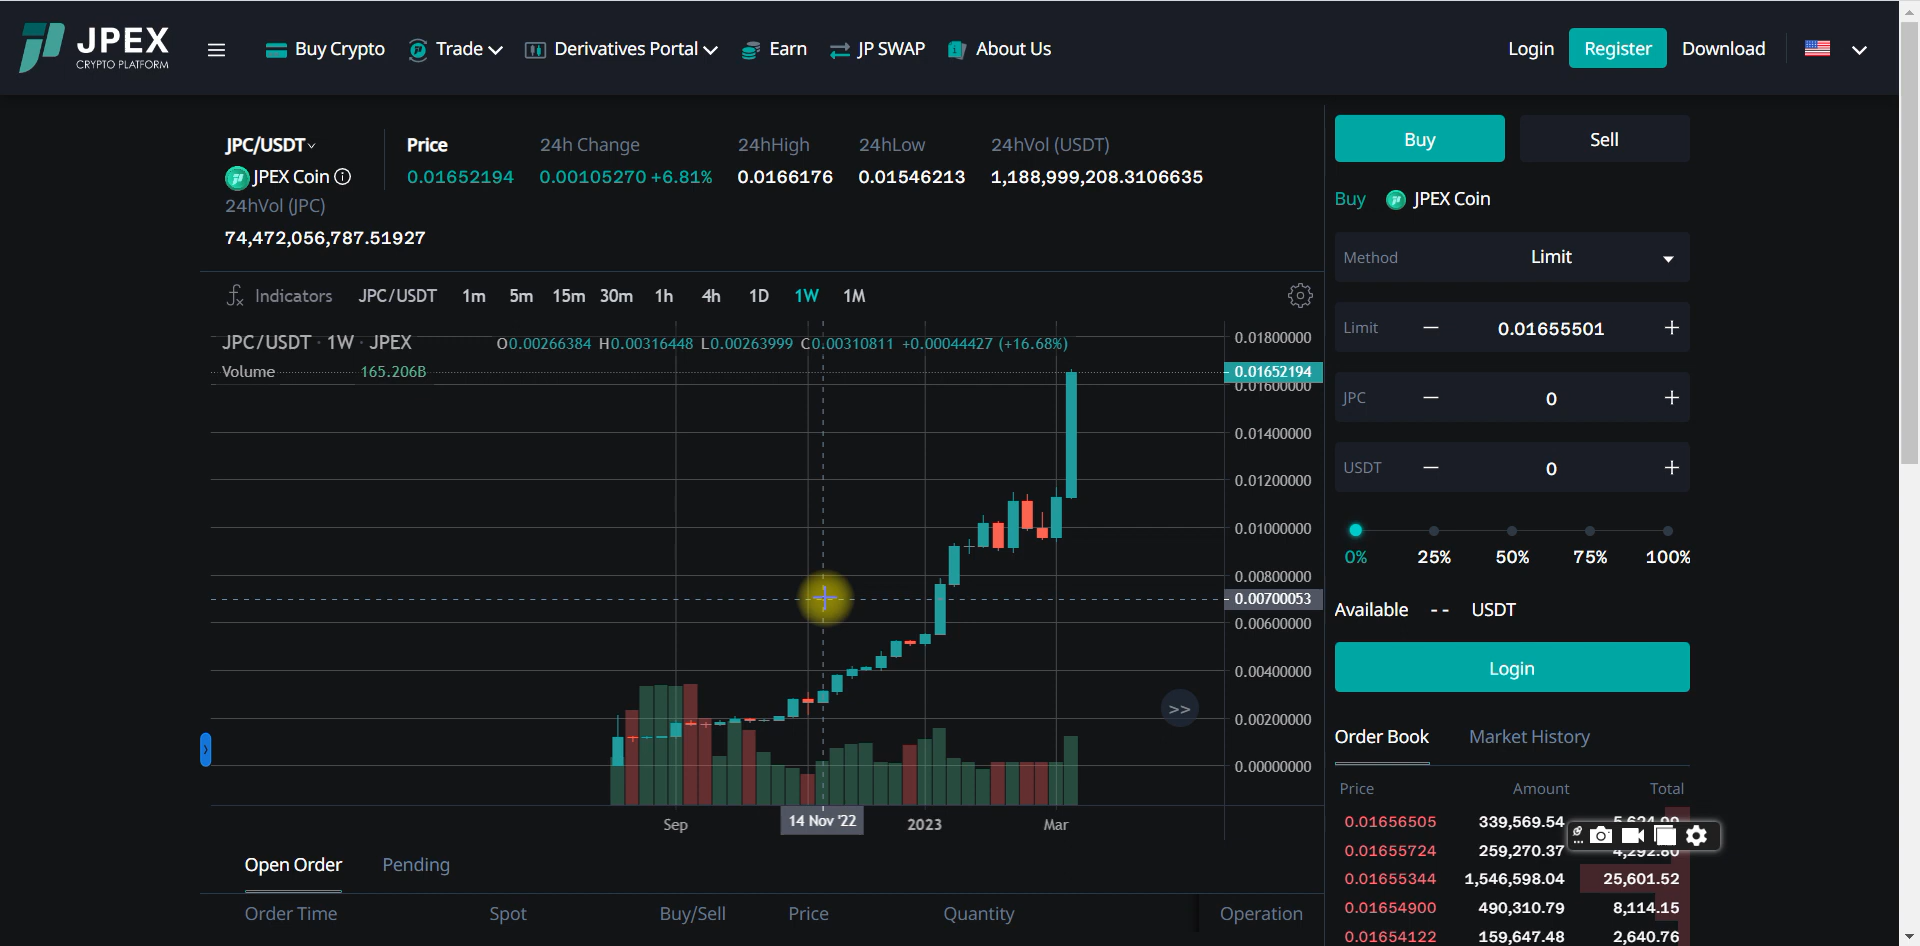 JPEX
CRYPTO PLATFORM
Buy Crypto
Trade
Derivatives Portal
Earn
JP SWAP
About Us
Login
Register
Download
JPC/USDT
JPEX Coin
Price
0.01652194
24h Change
0.00105270 +6.81%
24hHigh
0.0166176
24hLow
0.01546213
24hVol (USDT)
1,188,999,208.3106635
24hVol (JPC)
74,472,056,787.51927
Indicators JPC/USDT 1m 5m 15m 30m 1h 4h 1D 1W 1M
JPC/USDT · 1W · JPEX O0.00266384 H0.00316448 L0.00263999 C0.00310811 +0.00044427 (+16.68%)
Volume 165.206B
0.01800000
0.01652194
0.01600000
0.01400000
0.01200000
0.01000000
0.00800000
0.00700053
0.00600000
0.00400000
0.00200000
0.00000000
>>
Sep 14 Nov '22 2023 Mar
Open Order Pending
Order Time Spot Buy/Sell Price Quantity Operation
Buy Sell
Buy JPEX Coin
Method Limit
Limit — 0.01655501 +
JPC — 0 +
USDT — 0 +
0% 25% 50% 75% 100%
Available -- USDT
Login
Order Book Market History
Price Amount Total
0.01656505 339,569.54
0.01655724 259,270.37 4,292.80
0.01655344 1,546,598.04 25,601.52
0.01654900 490,310.79 8,114.15
0.01654122 159,647.48 2,640.76